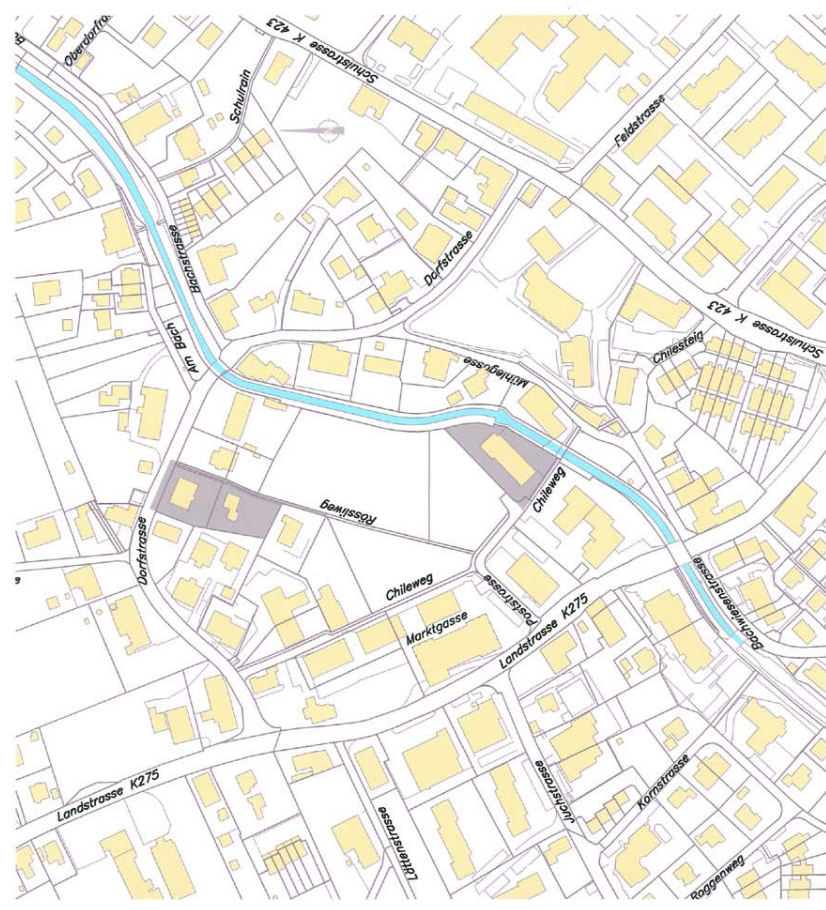 Oberdorfstra
Schulstrasse K 423
Schulrain
Feldstrasse
Bachstrasse
Dorfstrasse
Am Bach
Schulstrasse K 423
Chilesteig
Mühlegasse
Chileweg
Rössliweg
Dorfstrasse
Chileweg
Poststrasse
Bachwiesenstrasse
Marktgasse
Landstrasse K275
Landstrasse K275
Juchstrasse
Kornstrasse
Lättenstrasse
Roggenweg